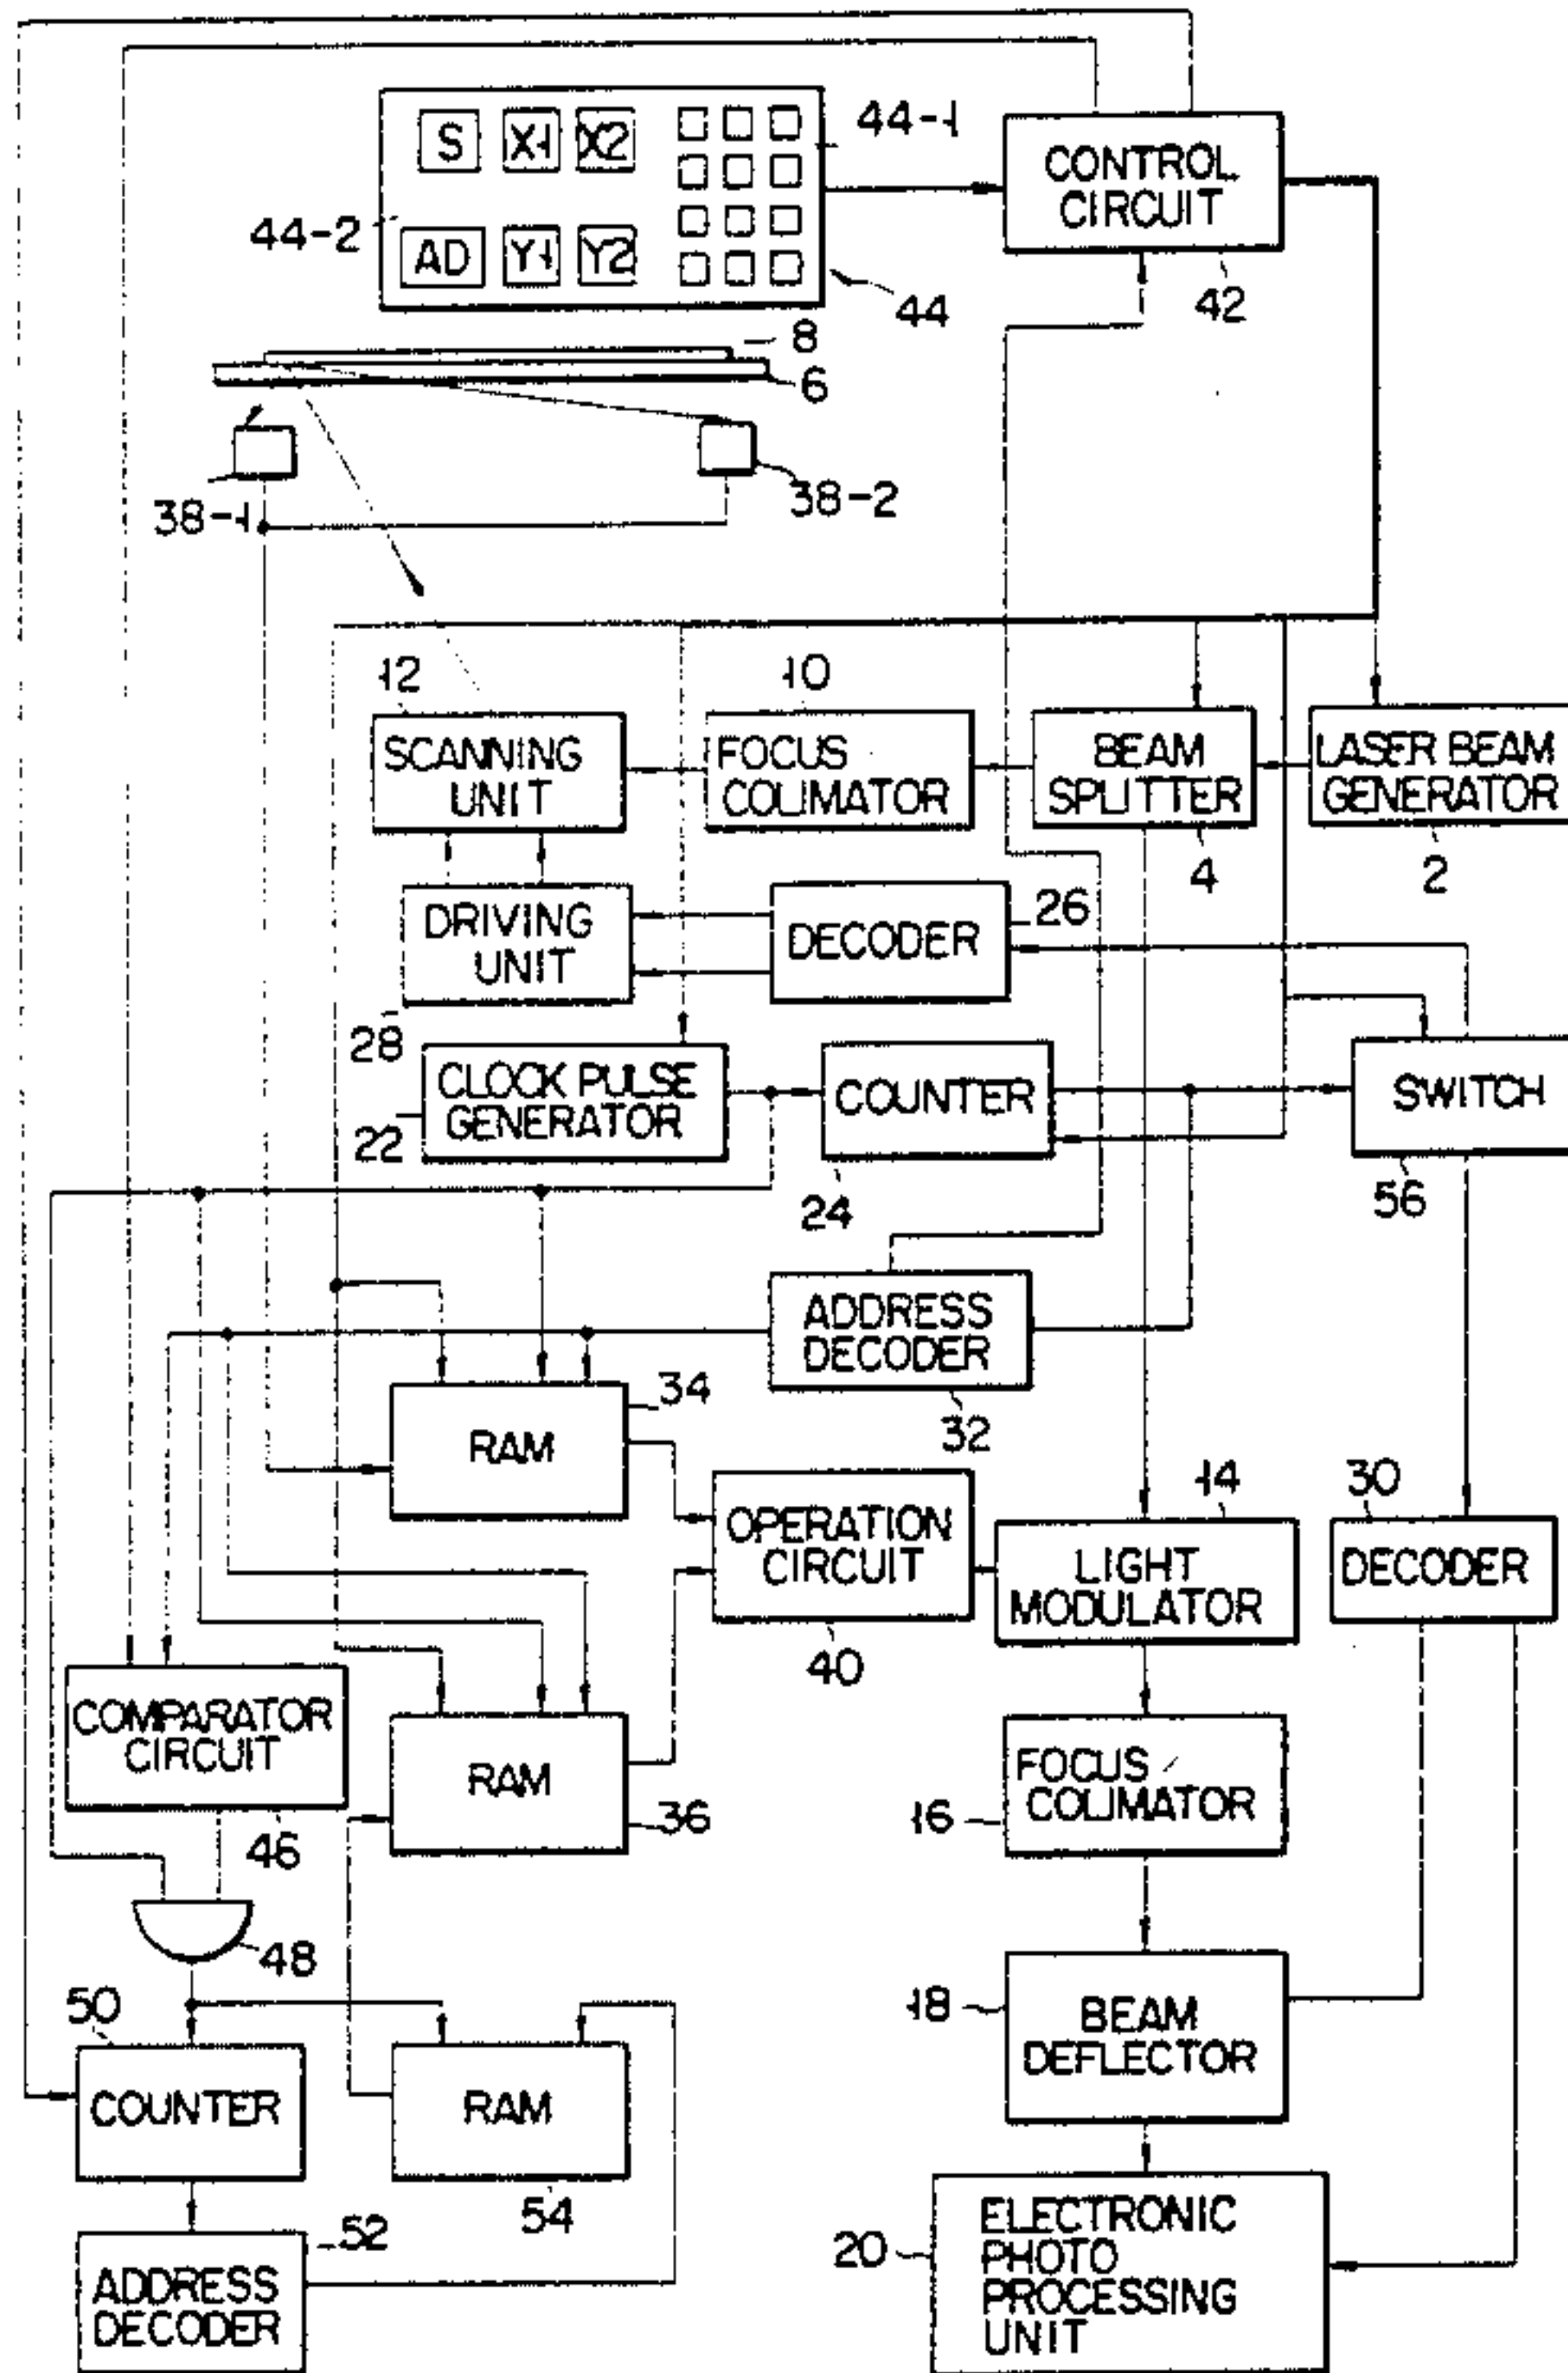 S X1 X2
44-1
CONTROL
CIRCUIT
44-2
AD Y1 Y2
44
42
8
6
38-1
38-2
12
10
SCANNING
UNIT
FOCUS
COLIMATOR
BEAM
SPLITTER
LASER BEAM
GENERATOR
4
2
DRIVING
UNIT
DECODER
26
28
CLOCK PULSE
GENERATOR
COUNTER
SWITCH
22
24
56
ADDRESS
DECODER
34
32
RAM
14
30
OPERATION
CIRCUIT
LIGHT
MODULATOR
DECODER
40
COMPARATOR
CIRCUIT
RAM
FOCUS
COLIMATOR
46
36
16
48
50
18
BEAM
DEFLECTOR
COUNTER
RAM
54
52
ADDRESS
DECODER
20
ELECTRONIC
PHOTO
PROCESSING
UNIT